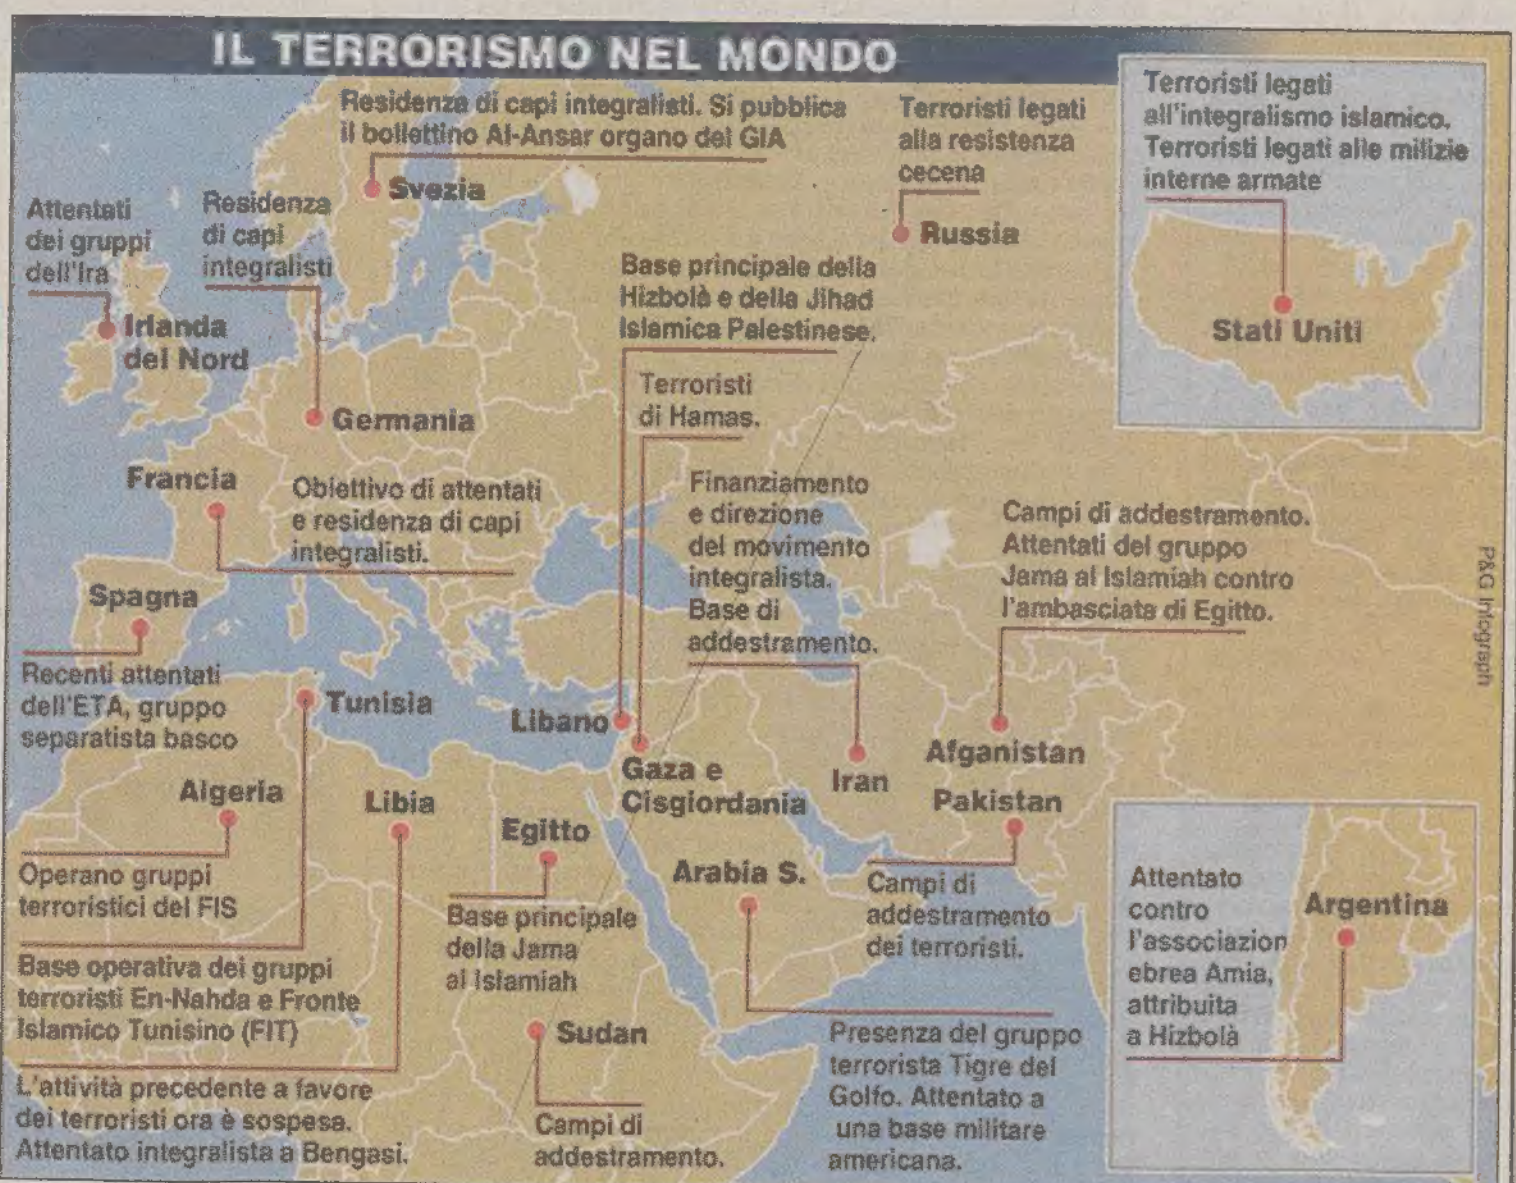 IL TERRORISMO NEL MONDO
Residenza di capi integralisti. Si pubblica
il bollettino Al-Ansar organo del GIA
Svezia
Terroristi legati
alla resistenza
cecena
Russia
Terroristi legati
all'integralismo islamico.
Terroristi legati alle milizie
interne armate
Stati Uniti
Attentati
dei gruppi
dell'Ira
Irlanda
del Nord
Residenza
di capi
integralisti
Germania
Base principale della
Hizbolà e della Jihad
Islamica Palestinese.
Terroristi
di Hamas.
Francia
Obiettivo di attentati
e residenza di capi
integralisti.
Finanziamento
e direzione
del movimento
integralista.
Base di
addestramento.
Campi di addestramento.
Attentati del gruppo
Jama al Islamiah contro
l'ambasciata di Egitto.
P&G Infograph
Spagna
Recenti attentati
dell'ETA, gruppo
separatista basco
Tunisia
Libano
Gaza e
Cisgiordania
Iran
Afganistan
Pakistan
Algeria
Libia
Egitto
Arabia S.
Operano gruppi
terroristici del FIS
Base principale
della Jama
al Islamiah
Campi di
addestramento
dei terroristi.
Attentato
contro
l'association
ebrea Amia,
attribuita
a Hizbolà
Argentina
Base operativa dei gruppi
terroristi En-Nahda e Fronte
Islamico Tunisino (FIT)
Sudan
L'attività precedente a favore
dei terroristi ora è sospesa.
Attentato integralista a Bengasi.
Campi di
addestramento.
Presenza del gruppo
terrorista Tigre del
Golfo. Attentato a
una base militare
americana.